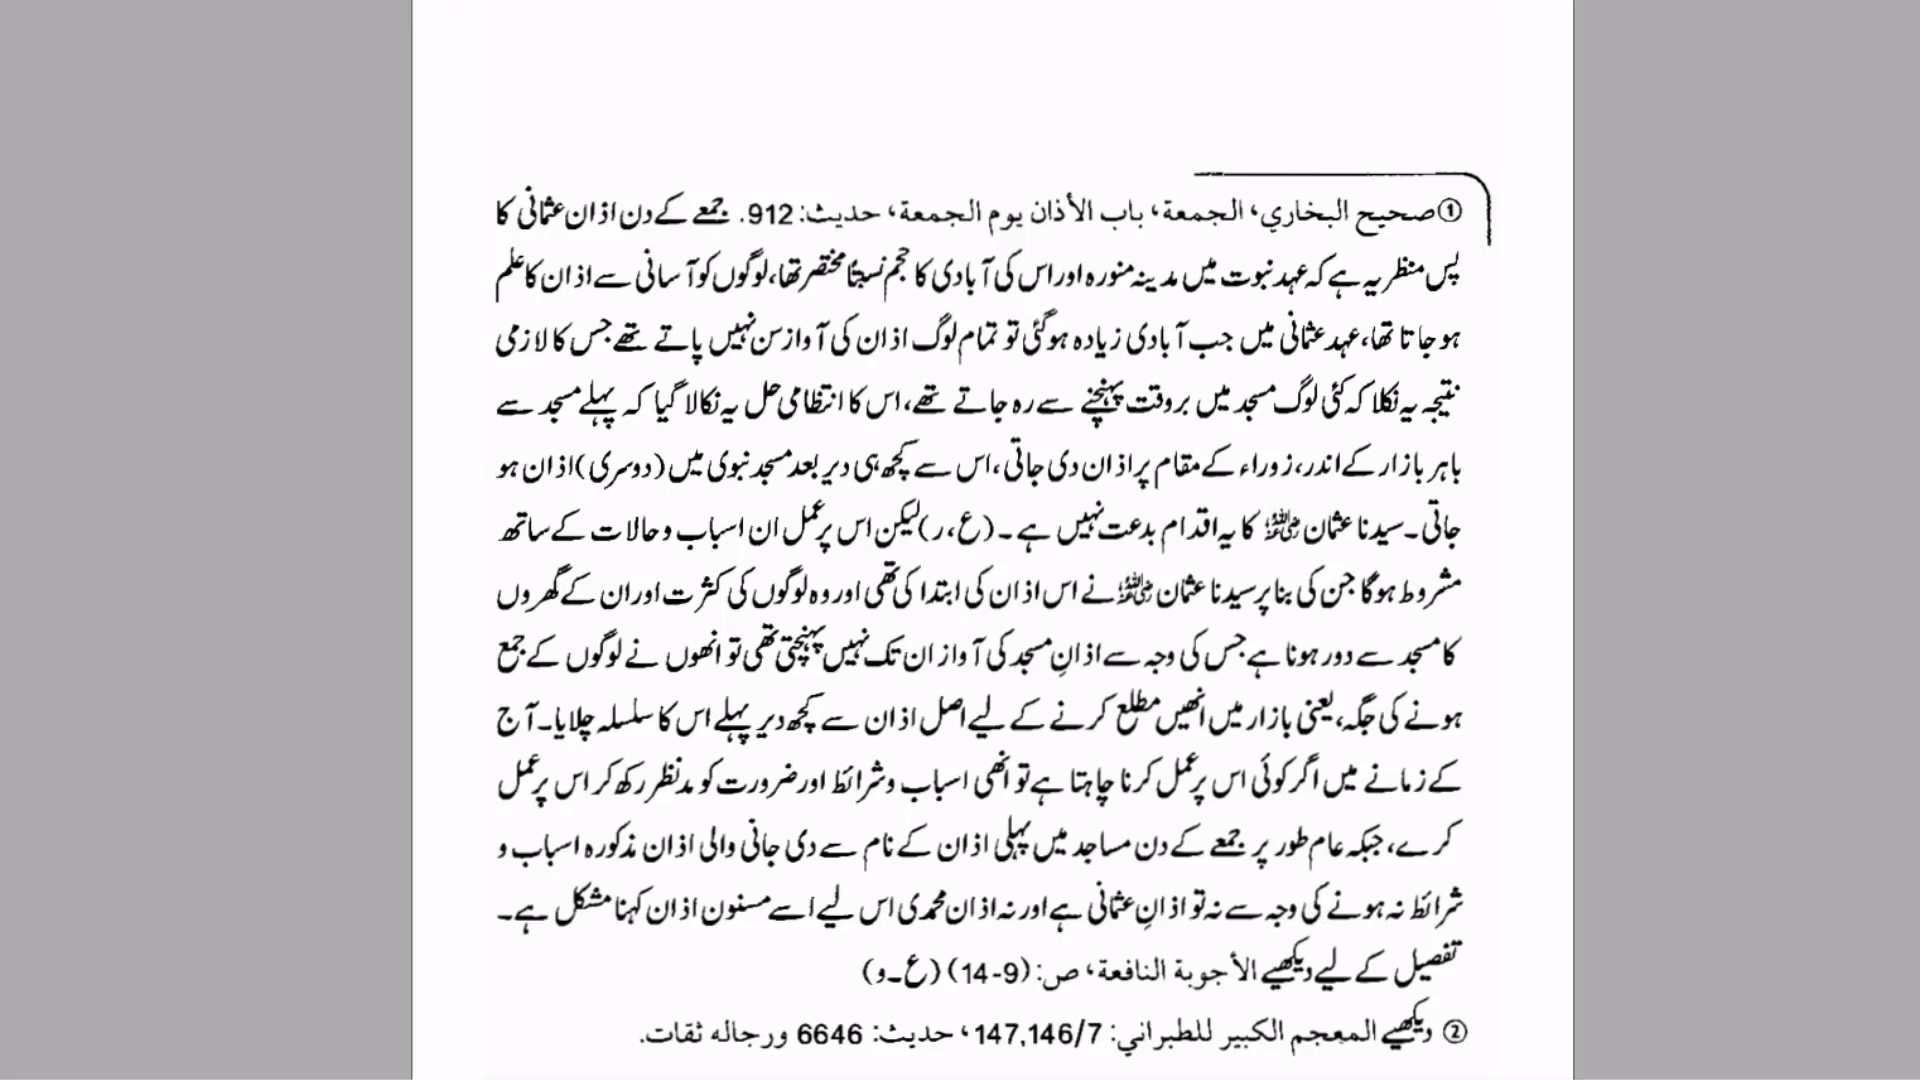 ① صحيح البخاري، الجمعة، باب الأذان يوم الجمعة، حديث: 912. جمعے کے دن اذان عثمانی کا
پس منظر یہ ہے کہ عہد نبوت میں مدینہ منورہ اور اس کی آبادی کا حجم نسبتًا مختصر تھا، لوگوں کو آسانی سے اذان کا علم
ہو جاتا تھا، عہد عثمانی میں جب آبادی زیادہ ہو گئی تو تمام لوگ اذان کی آواز سن نہیں پاتے تھے جس کا لازمی
نتیجہ یہ نکلا کہ کئی لوگ مسجد میں بروقت پہنچنے سے رہ جاتے تھے، اس کا انتظامی حل یہ نکالا گیا کہ پہلے مسجد سے
باہر بازار کے اندر، زوراء کے مقام پر اذان دی جاتی، اس سے کچھ ہی دیر بعد مسجد نبوی میں (دوسری) اذان ہو
جاتی۔ سیدنا عثمان رضی اللہ عنہ کا یہ اقدام بدعت نہیں ہے۔ (ع، ر) لیکن اس پر عمل ان اسباب و حالات کے ساتھ
مشروط ہوگا جن کی بنا پر سیدنا عثمان رضی اللہ عنہ نے اس اذان کی ابتدا کی تھی اور وہ لوگوں کی کثرت اور ان کے گھروں
کا مسجد سے دور ہونا ہے جس کی وجہ سے اذانِ مسجد کی آواز ان تک نہیں پہنچتی تھی تو انھوں نے لوگوں کے جمع
ہونے کی جگہ، یعنی بازار میں انھیں مطلع کرنے کے لیے اصل اذان سے کچھ دیر پہلے اس کا سلسلہ چلایا۔ آج
کے زمانے میں اگر کوئی اس پر عمل کرنا چاہتا ہے تو انھی اسباب و شرائط اور ضرورت کو مدنظر رکھ کر اس پر عمل
کرے، جبکہ عام طور پر جمعے کے دن مساجد میں پہلی اذان کے نام سے دی جانی والی اذان مذکورہ اسباب و
شرائط نہ ہونے کی وجہ سے نہ تو اذانِ عثمانی ہے اور نہ اذان محمدی اس لیے اسے مسنون اذان کہنا مشکل ہے۔
تفصیل کے لیے دیکھیے الأجوبة النافعة، ص: (9-14) (ع۔و)
② دیکھیے المعجم الكبير للطبراني: 147,146/7، حديث: 6646 ورجاله ثقات.